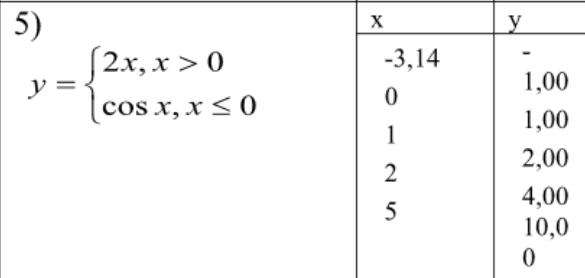 5)
y = {2x, x > 0
cos x, x ≤ 0
x y
-3,14 -
1,00
0 1,00
1 2,00
2 4,00
5 10,0
0